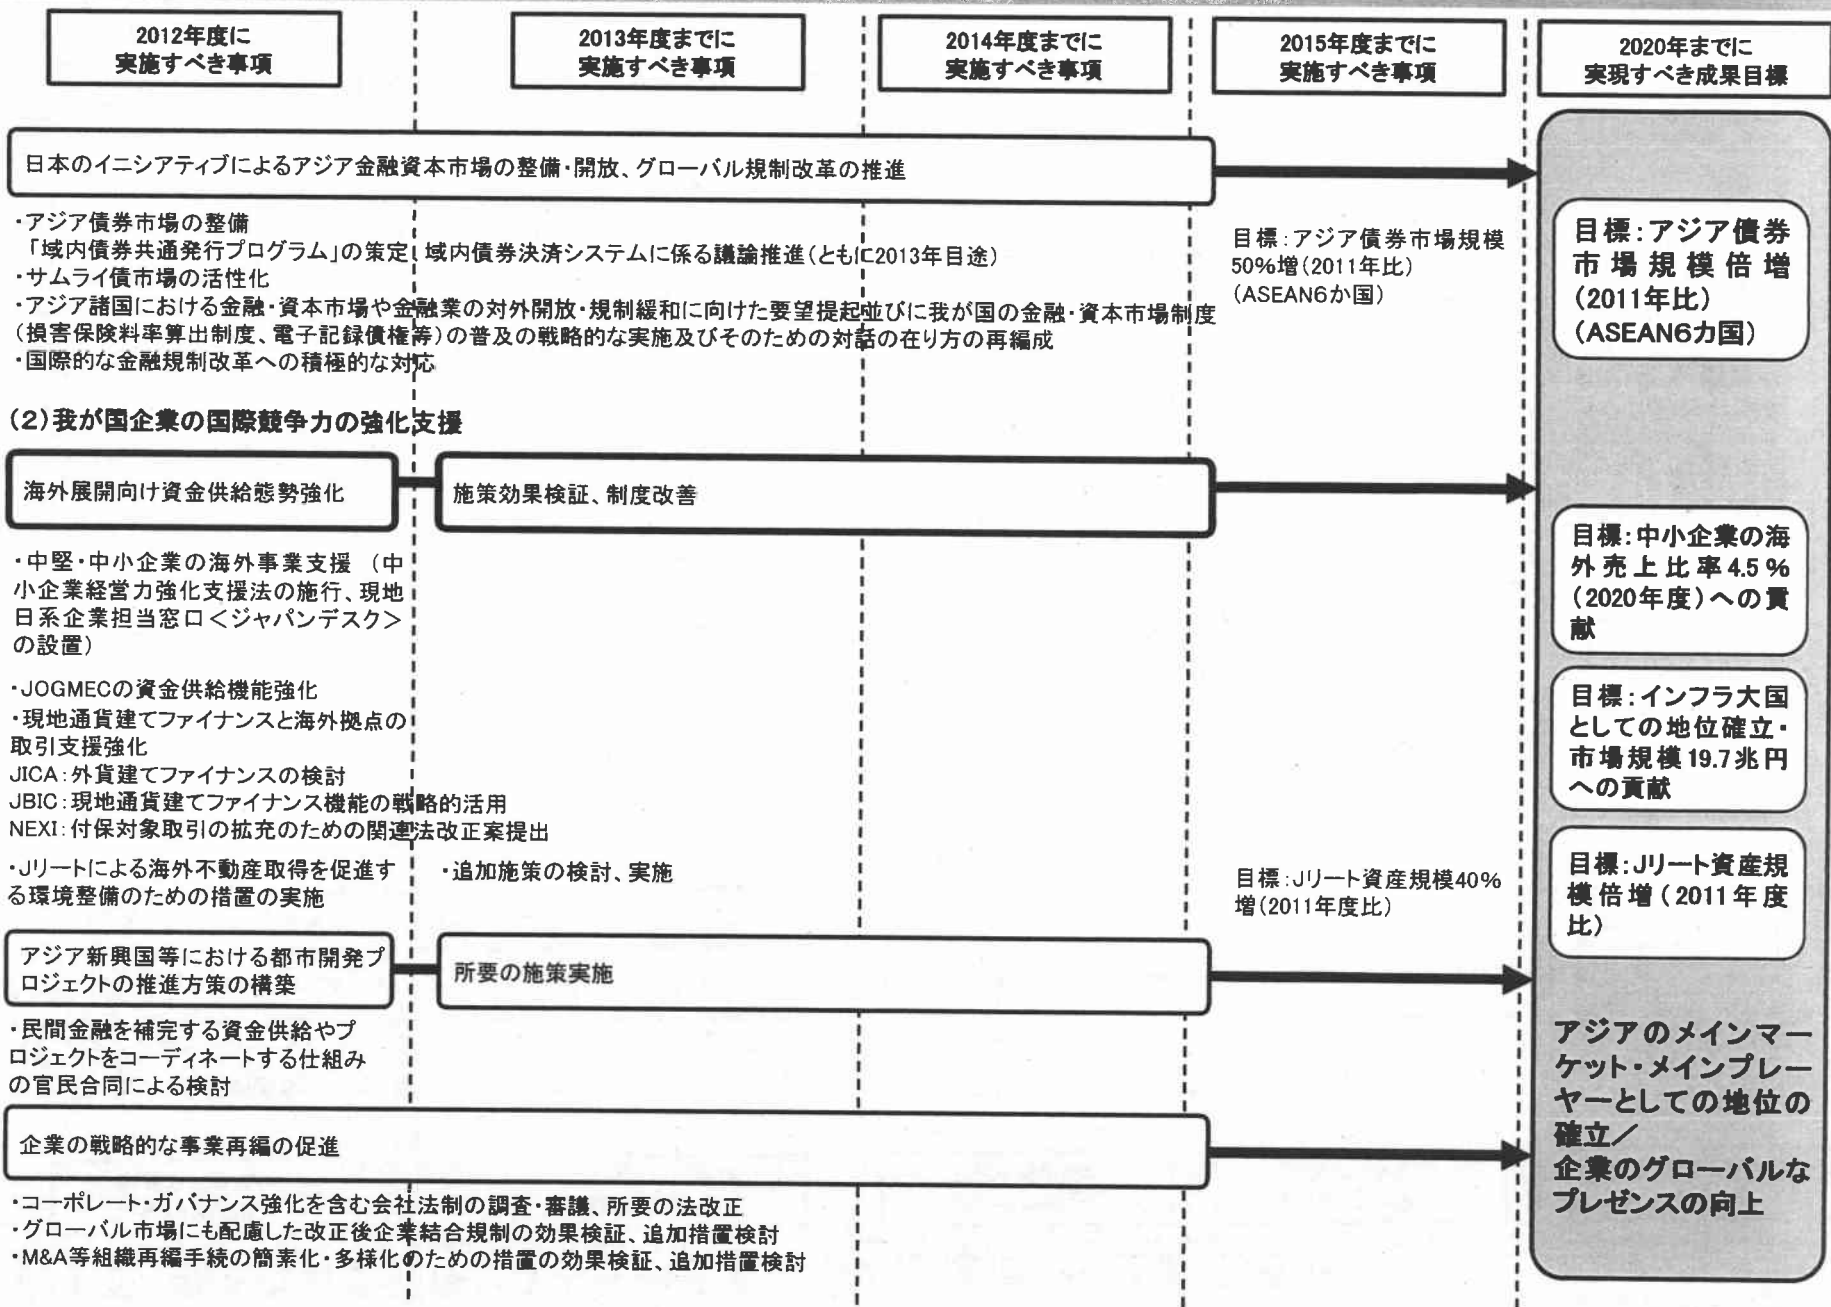 2012年度に
実施すべき事項
2013年度までに
実施すべき事項
2014年度までに
実施すべき事項
2015年度までに
実施すべき事項
2020年までに
実現すべき成果目標
日本のイニシアティブによるアジア金融資本市場の整備・開放、グローバル規制改革の推進
・アジア債券市場の整備
「域内債券共通発行プログラム」の策定、域内債券決済システムに係る議論推進(ともに2013年目途)
・サムライ債市場の活性化
・アジア諸国における金融・資本市場や金融業の対外開放・規制緩和に向けた要望提起並びに我が国の金融・資本市場制度
(損害保険料率算出制度、電子記録債権等)の普及の戦略的な実施及びそのための対話の在り方の再編成
・国際的な金融規制改革への積極的な対応
目標:アジア債券市場規模
50%増(2011年比)
(ASEAN6か国)
目標:アジア債券
市場規模倍増
(2011年比)
(ASEAN6カ国)
(2)我が国企業の国際競争力の強化支援
海外展開向け資金供給態勢強化
施策効果検証、制度改善
・中堅・中小企業の海外事業支援 (中
小企業経営力強化支援法の施行、現地
日系企業担当窓口<ジャパンデスク>
の設置)
・JOGMECの資金供給機能強化
・現地通貨建てファイナンスと海外拠点の
取引支援強化
JICA:外貨建てファイナンスの検討
JBIC:現地通貨建てファイナンス機能の戦略的活用
NEXI:付保対象取引の拡充のための関連法改正案提出
・Jリートによる海外不動産取得を促進す
る環境整備のための措置の実施
・追加施策の検討、実施
目標:Jリート資産規模40%
増(2011年度比)
目標:中小企業の海
外売上比率4.5%
(2020年度)への貢
献
目標:インフラ大国
としての地位確立・
市場規模19.7兆円
への貢献
目標:Jリート資産規
模倍増(2011年度
比)
アジア新興国等における都市開発プ
ロジェクトの推進方策の構築
所要の施策実施
・民間金融を補完する資金供給やプ
ロジェクトをコーディネートする仕組み
の官民合同による検討
企業の戦略的な事業再編の促進
・コーポレート・ガバナンス強化を含む会社法制の調査・審議、所要の法改正
・グローバル市場にも配慮した改正後企業結合規制の効果検証、追加措置検討
・M&A等組織再編手続の簡素化・多様化のための措置の効果検証、追加措置検討
アジアのメインマー
ケット・メインプレー
ヤーとしての地位の
確立/
企業のグローバルな
プレゼンスの向上